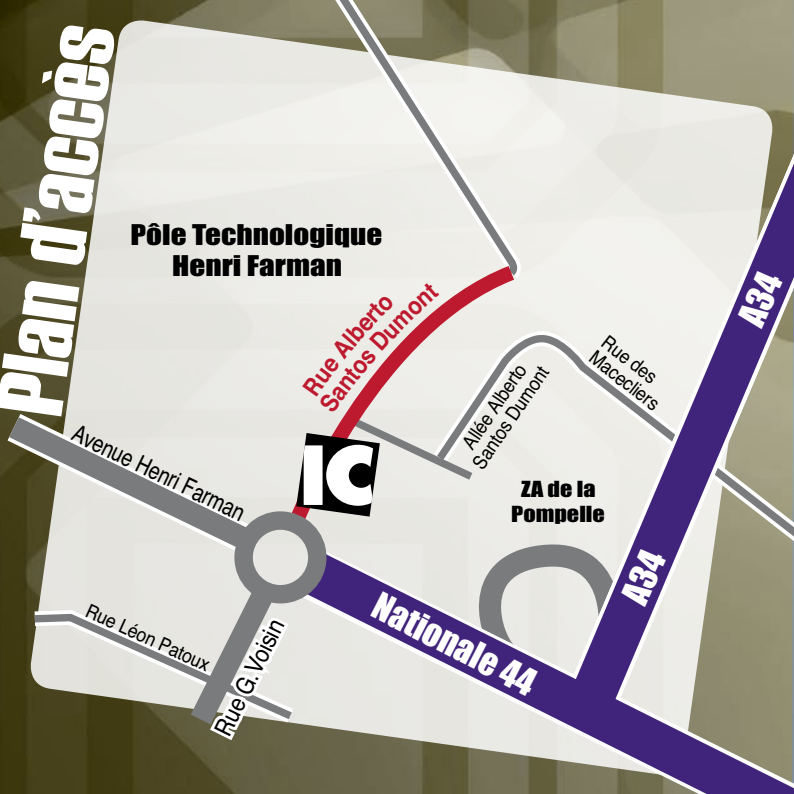 Plan d'accès
Pôle Technologique
Henri Farman
Rue Alberto
Santos Dumont
A34
Rue des
Macecliers
Allée Alberto
Santos Dumont
Avenue Henri Farman
IC
ZA de la
Pompelle
A34
Nationale 44
Rue Léon Patoux
Rue G. Voisin